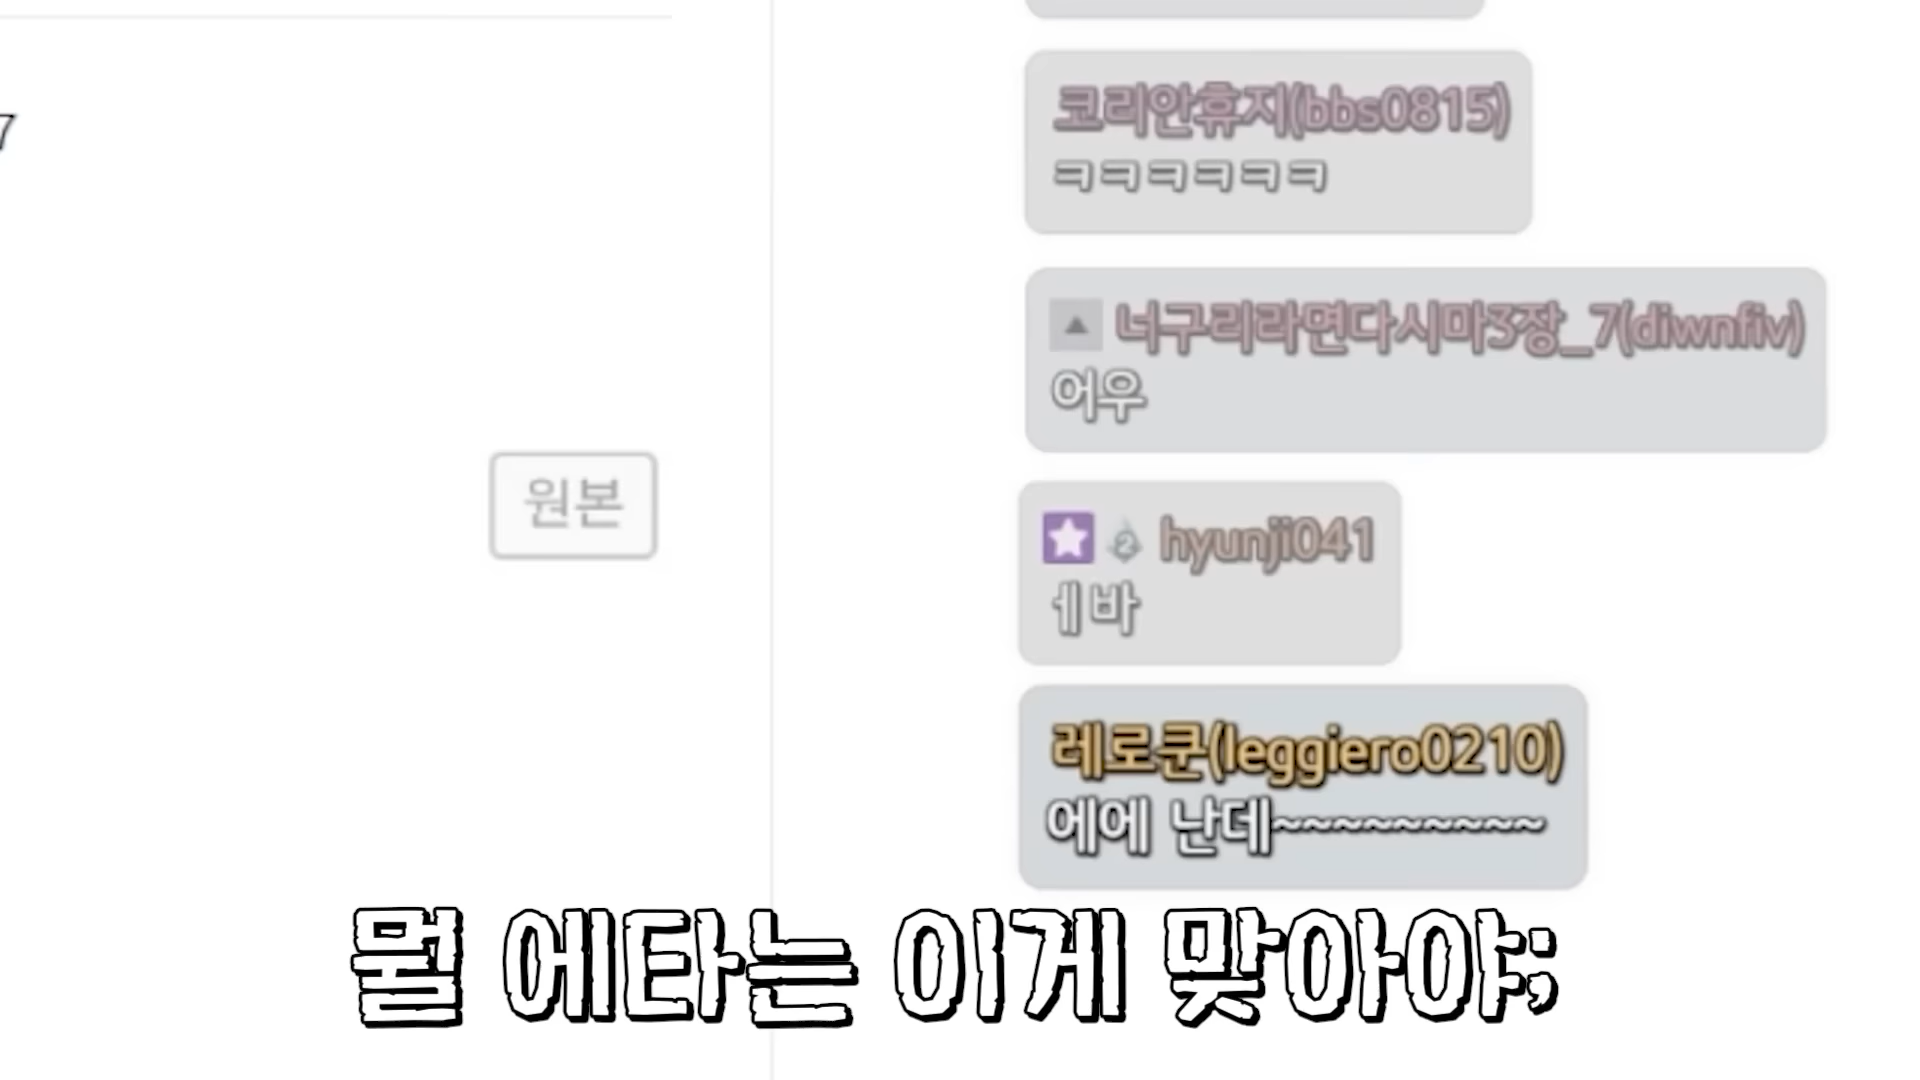 7
코리안휴지(bbs0815)
ㅋㅋㅋㅋㅋㅋ
너구리라면다시마3장_7(diwnfiv)
어우
원본
2 hyunji041
ㅔ바
레로쿤(leggiero0210)
에에 난데~~~~~~~~~
뭘 에타는 이게 맞아야;